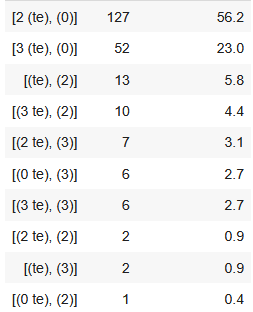 [2 (te), (0)] 127 56.2
[3 (te), (0)] 52 23.0
[(te), (2)] 13 5.8
[(3 te), (2)] 10 4.4
[(2 te), (3)] 7 3.1
[(0 te), (3)] 6 2.7
[(3 te), (3)] 6 2.7
[(2 te), (2)] 2 0.9
[(te), (3)] 2 0.9
[(0 te), (2)] 1 0.4